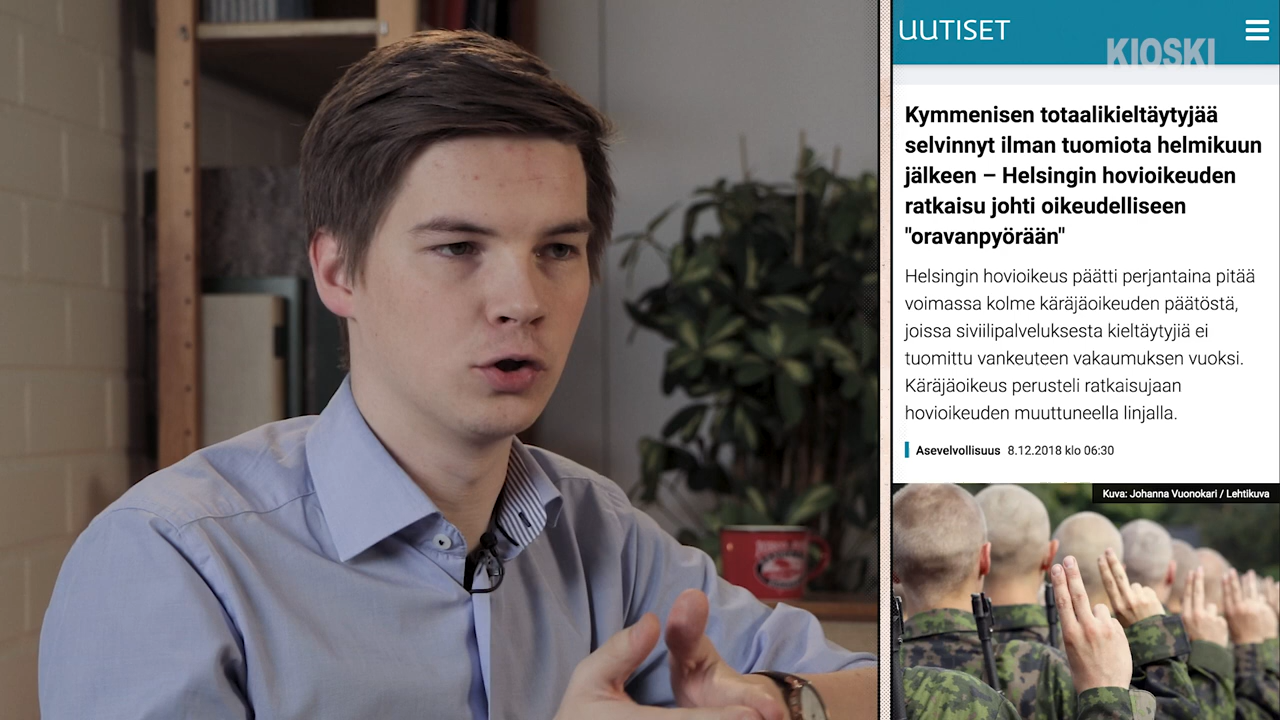 UUTISET
KIOSKI
Kymmenisen totaalikieltäytyjää
selvinnyt ilman tuomiota helmikuun
jälkeen – Helsingin hovioikeuden
ratkaisu johti oikeudelliseen
"oravanpyörään"
Helsingin hovioikeus päätti perjantaina pitää
voimassa kolme käräjäoikeuden päätöstä,
joissa siviilipalveluksesta kieltäytyjiä ei
tuomittu vankeuteen vakaumuksen vuoksi.
Käräjäoikeus perusteli ratkaisujaan
hovioikeuden muuttuneella linjalla.
Asevelvollisuus 8.12.2018 klo 06:30
Kuva: Johanna Vuonokari / Lehtikuva